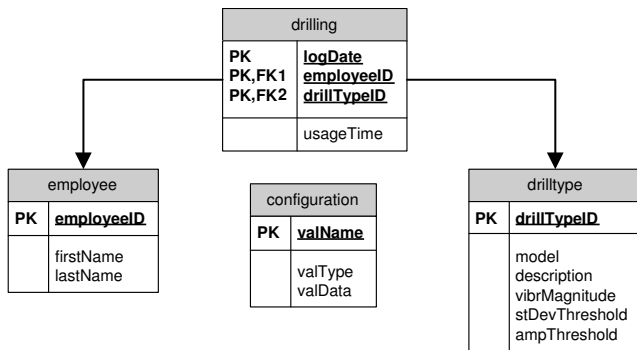 drilling
PK logDate
PK,FK1 employeeID
PK,FK2 drillTypeID
usageTime
employee
PK employeeID
firstName
lastName
configuration
PK valName
valType
valData
drilltype
PK drillTypeID
model
description
vibrMagnitude
stDevThreshold
ampThreshold